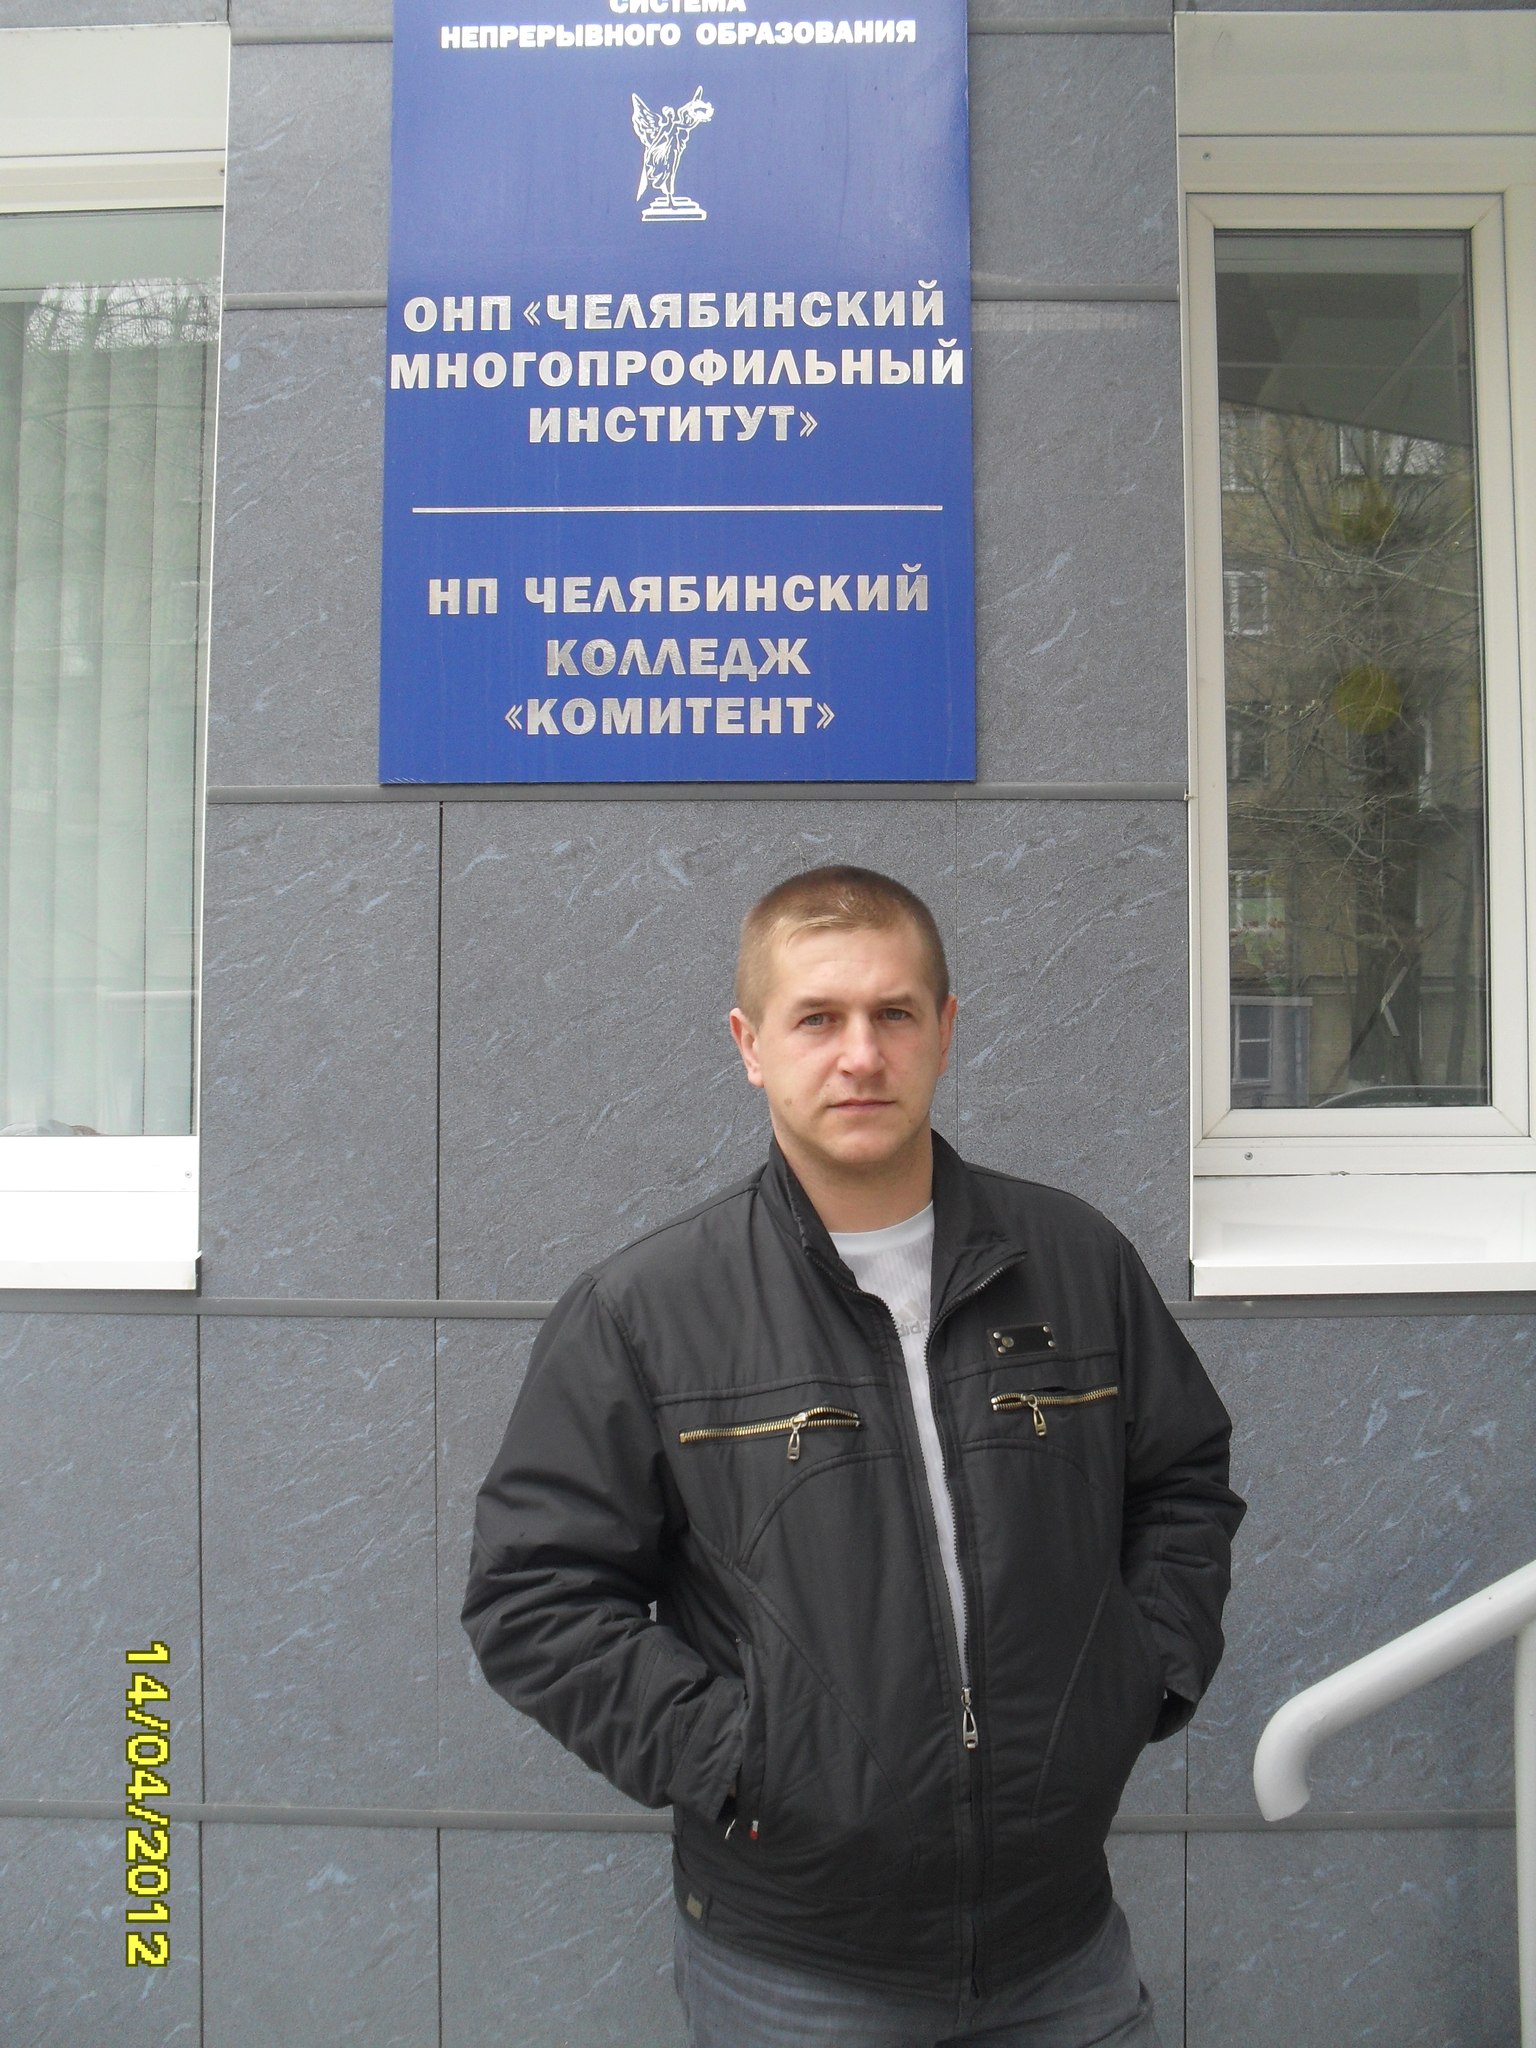 СИСТЕМА
НЕПРЕРЫВНОГО ОБРАЗОВАНИЯ
ОНП «ЧЕЛЯБИНСКИЙ
МНОГОПРОФИЛЬНЫЙ
ИНСТИТУТ»
НП ЧЕЛЯБИНСКИЙ
КОЛЛЕДЖ
«КОМИТЕНТ»
14/04/2012